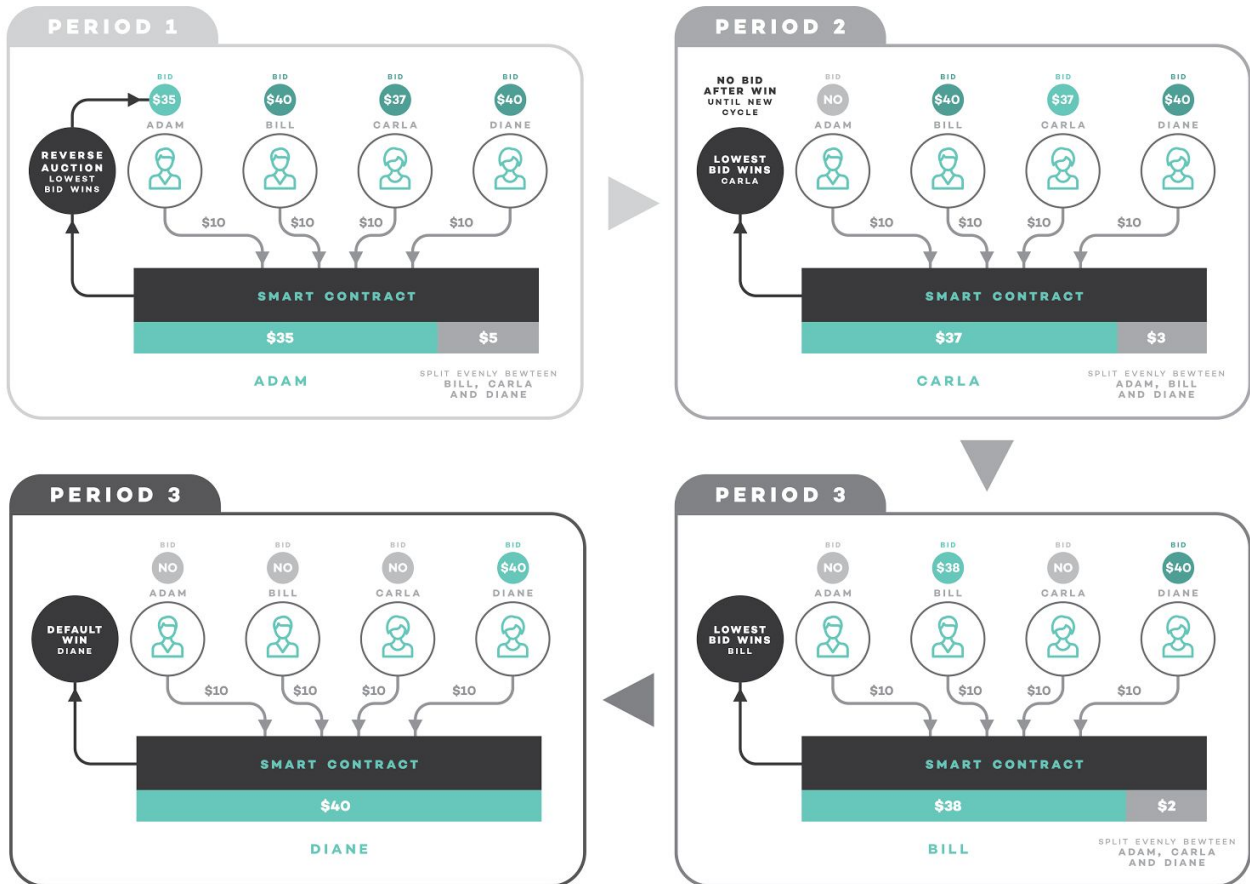 PERIOD 1
BID
BID
BID
BID
$35
$40
$37
$40
ADAM
BILL
CARLA
DIANE
REVERSE
AUCTION
LOWEST
BID WINS
$10
$10
$10
$10
SMART CONTRACT
$35
$5
ADAM
SPLIT EVENLY BEWTEEN
BILL, CARLA
AND DIANE
PERIOD 2
NO BID
AFTER WIN
UNTIL NEW
CYCLE
BID
BID
BID
BID
NO
$40
$37
$40
ADAM
BILL
CARLA
DIANE
LOWEST
BID WINS
CARLA
$10
$10
$10
$10
SMART CONTRACT
$37
$3
CARLA
SPLIT EVENLY BEWTEEN
ADAM, BILL
AND DIANE
PERIOD 3
BID
BID
BID
BID
NO
NO
NO
$40
ADAM
BILL
CARLA
DIANE
DEFAULT
WIN
DIANE
$10
$10
$10
$10
SMART CONTRACT
$40
DIANE
PERIOD 3
BID
BID
BID
BID
NO
$38
NO
$40
ADAM
BILL
CARLA
DIANE
LOWEST
BID WINS
BILL
$10
$10
$10
$10
SMART CONTRACT
$38
$2
BILL
SPLIT EVENLY BEWTEEN
ADAM, CARLA
AND DIANE